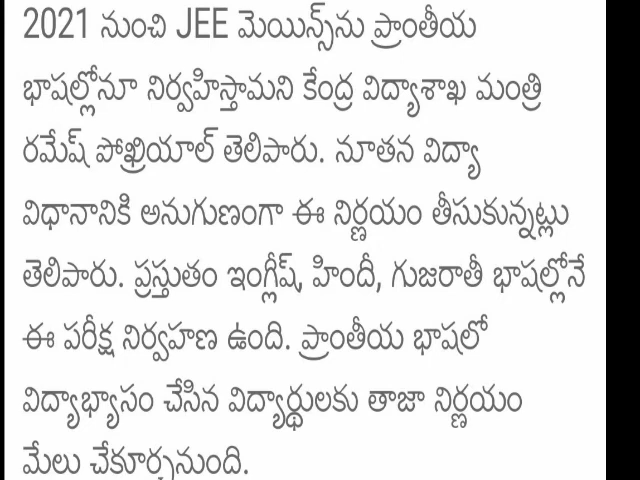 2021 నుంచి JEE మెయిన్స్‌ను ప్రాంతీయ
భాషల్లోనూ నిర్వహిస్తామని కేంద్ర విద్యాశాఖ మంత్రి
రమేష్ పోఖ్రియాల్ తెలిపారు. నూతన విద్యా
విధానానికి అనుగుణంగా ఈ నిర్ణయం తీసుకున్నట్లు
తెలిపారు. ప్రస్తుతం ఇంగ్లీష్, హిందీ, గుజరాతీ భాషల్లోనే
ఈ పరీక్ష నిర్వహణ ఉంది. ప్రాంతీయ భాషలో
విద్యాభ్యాసం చేసిన విద్యార్థులకు తాజా నిర్ణయం
మేలు చేకూర్చనుంది.